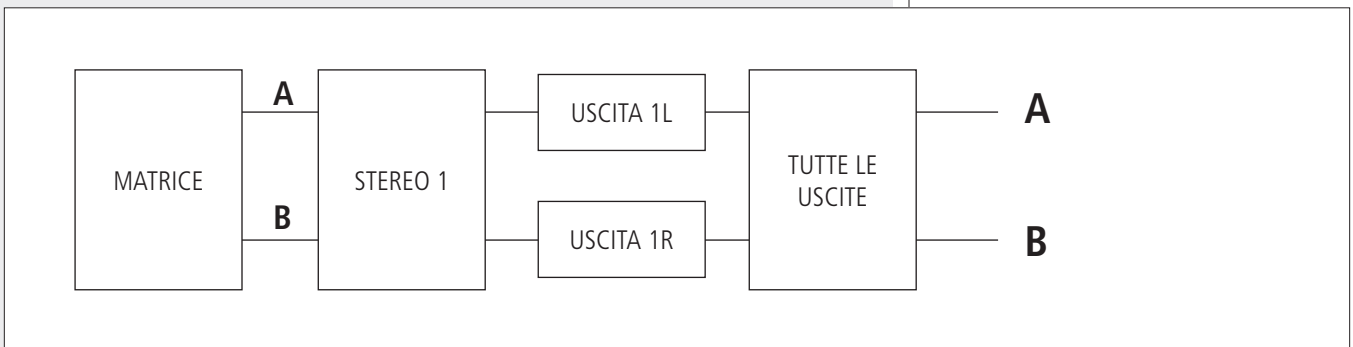 MATRICE
A
B
STEREO 1
USCITA 1L
USCITA 1R
TUTTE LE
USCITE
A
B